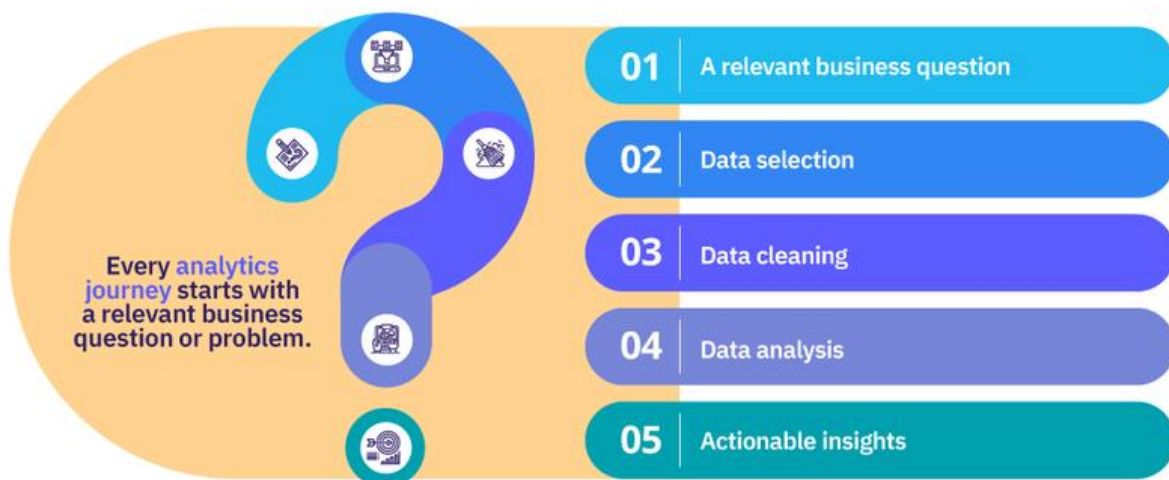 Every analytics
journey starts with
a relevant business
question or problem.
01 A relevant business question
02 Data selection
03 Data cleaning
04 Data analysis
05 Actionable insights